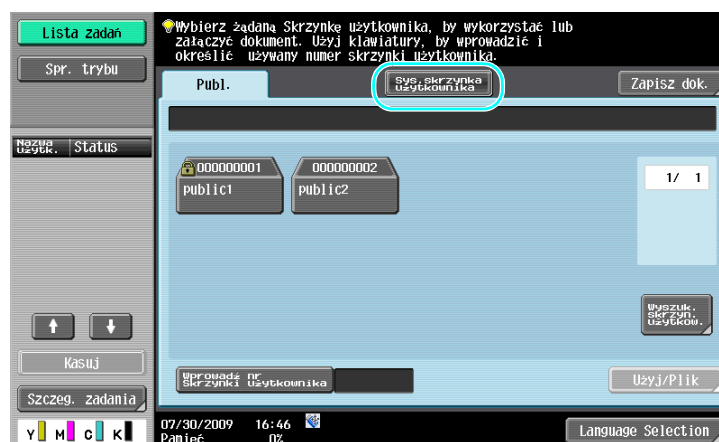 Lista zadań
Spr. trybu
Nazwa użytk.
Status
Kasuj
Szczeg. zadania
Y M C K
Wybierz żądaną Skrzynkę użytkownika, by wykorzystać lub
załączyć dokument. Użyj klawiatury, by wprowadzić i
określić używany numer skrzynki użytkownika.
Publ.
Sys.skrzynka
użytkownika
Zapisz dok.
000000001
public1
000000002
public2
1/ 1
Wyszuk.
skrzyn.
użytkow.
Wprowadź nr
skrzynki użytkownika
Użyj/Plik
07/30/2009 16:46
Pamięć 0%
Language Selection